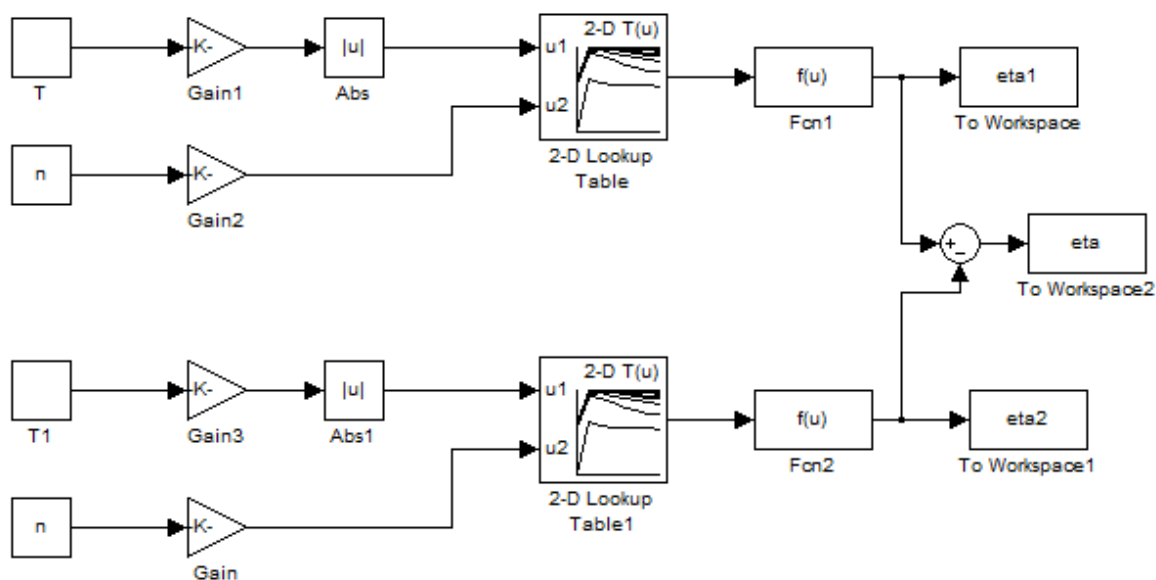 2-D T(u)
u1
u2
-K-
|u|
f(u)
eta1
T
Gain1
Abs
Fcn1
To Workspace
2-D Lookup
Table
n
-K-
Gain2
+
−
eta
To Workspace2
2-D T(u)
u1
u2
-K-
|u|
f(u)
eta2
T1
Gain3
Abs1
Fcn2
To Workspace1
2-D Lookup
Table1
n
-K-
Gain